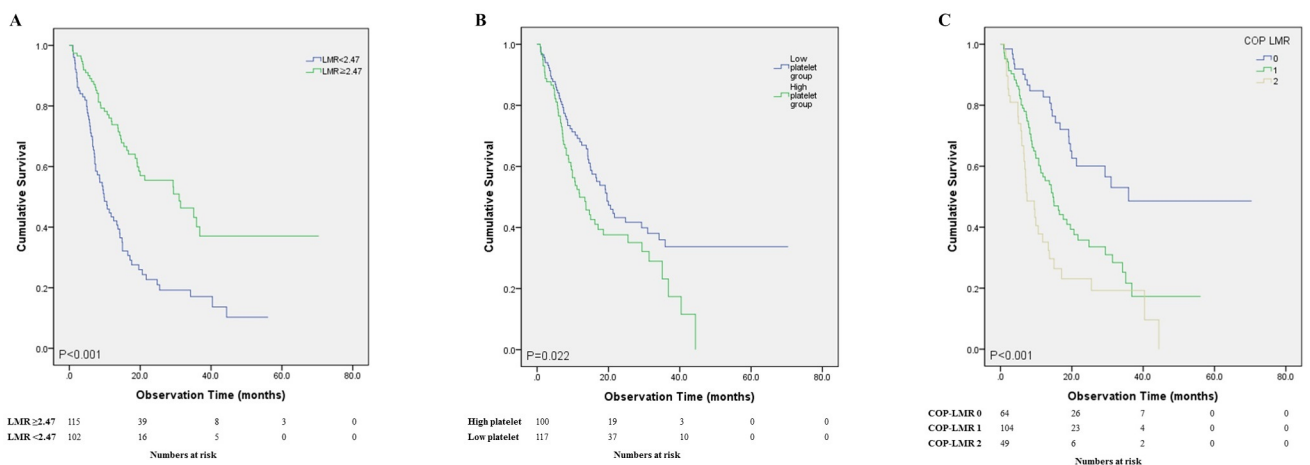 A
LMR<2.47
LMR≥2.47
Cumulative Survival
1.0
0.8
0.6
0.4
0.2
0.0
P<0.001
.0 20.0 40.0 60.0 80.0
Observation Time (months)
LMR ≥2.47 115 39 8 3 0
LMR <2.47 102 16 5 0 0
Numbers at risk
B
Low
platelet
group
High
platelet
group
Cumulative Survival
1.0
0.8
0.6
0.4
0.2
0.0
P=0.022
.0 20.0 40.0 60.0 80.0
Observation Time (months)
High platelet 100 19 3 0 0
Low platelet 117 37 10 0 0
Numbers at risk
C
COP LMR
0
1
2
Cumulative Survival
1.0
0.8
0.6
0.4
0.2
0.0
P<0.001
.0 20.0 40.0 60.0 80.0
Observation Time (months)
COP-LMR 0 64 26 7 0 0
COP-LMR 1 104 23 4 0 0
COP-LMR 2 49 6 2 0 0
Numbers at risk